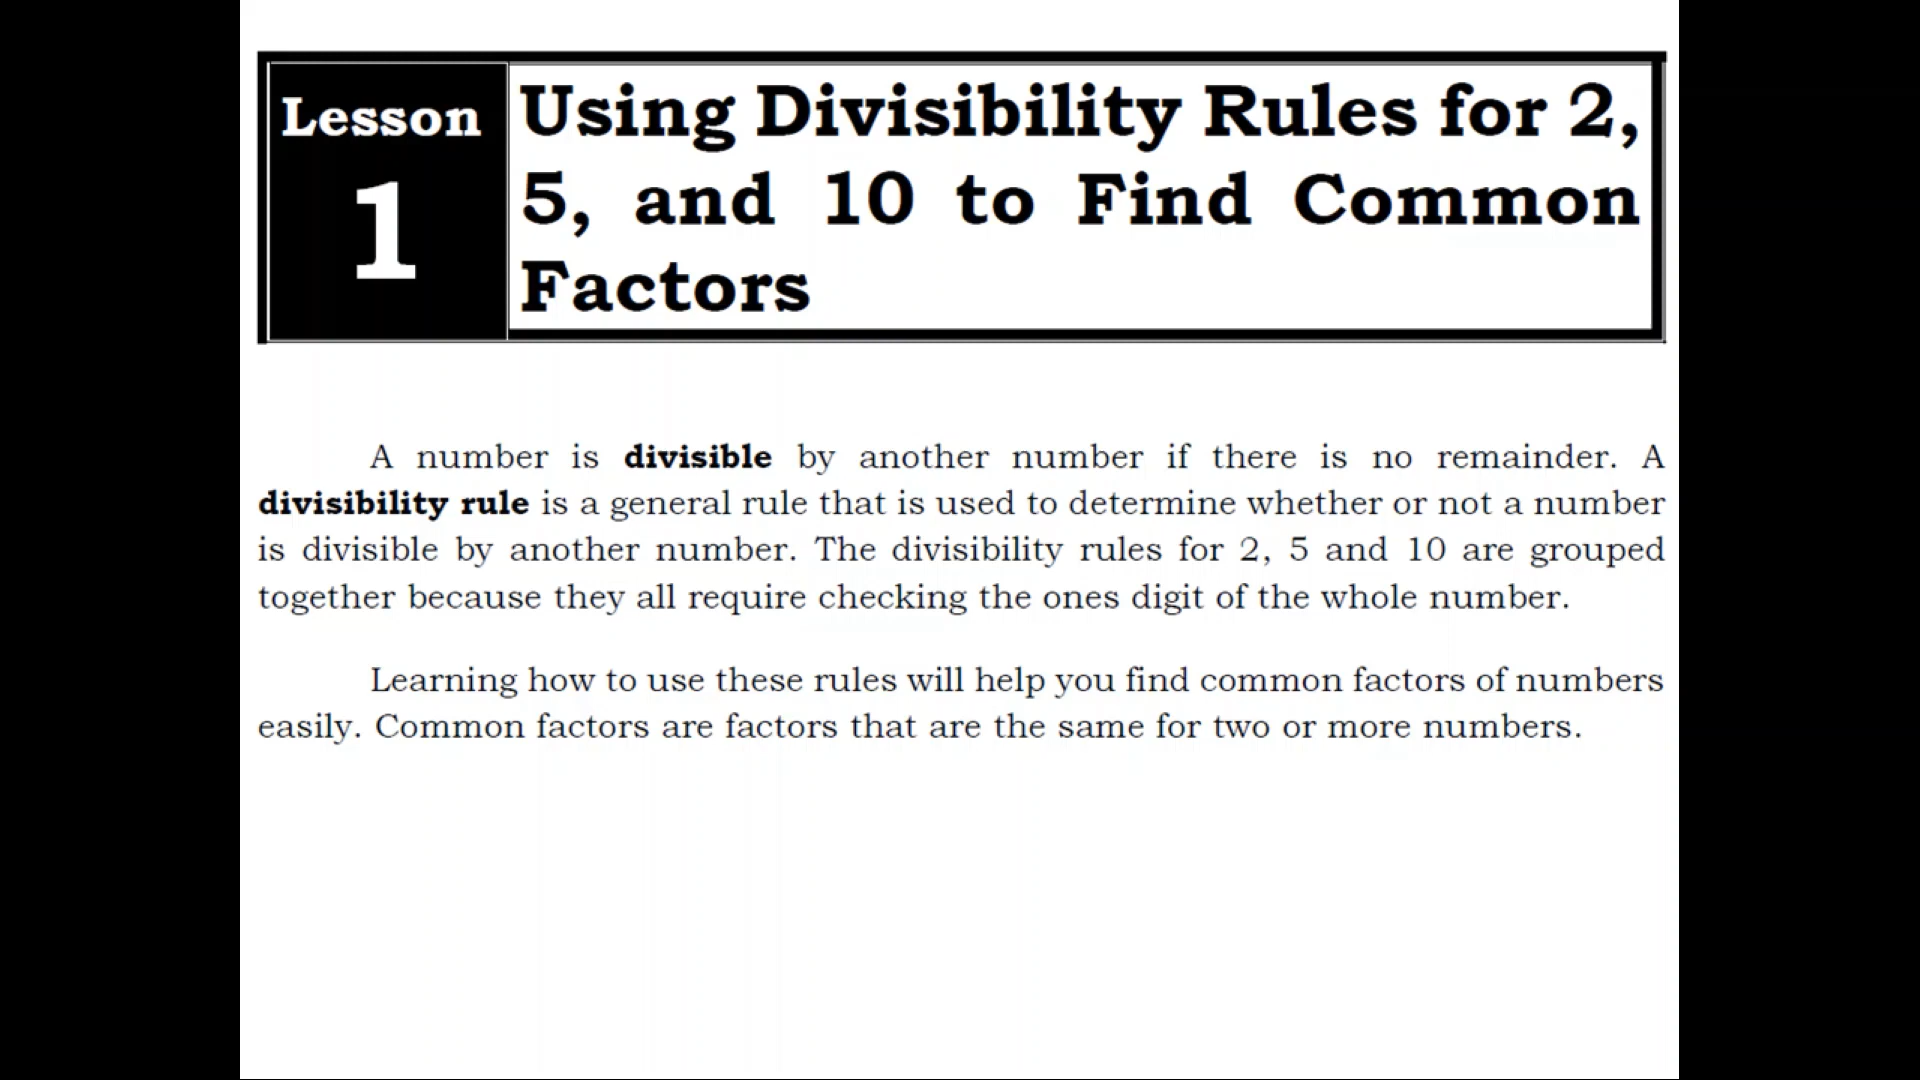 Lesson
1
Using Divisibility Rules for 2,
5, and 10 to Find Common
Factors
A number is divisible by another number if there is no remainder. A
divisibility rule is a general rule that is used to determine whether or not a number
is divisible by another number. The divisibility rules for 2, 5 and 10 are grouped
together because they all require checking the ones digit of the whole number.
Learning how to use these rules will help you find common factors of numbers
easily. Common factors are factors that are the same for two or more numbers.